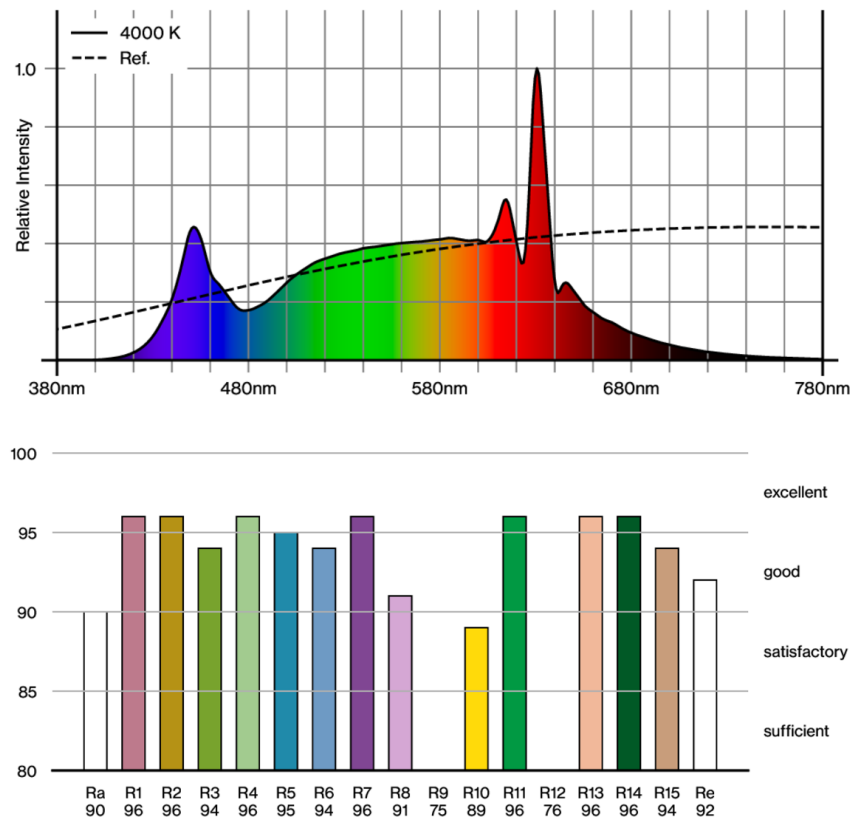 4000 K
Ref.
1.0
Relative Intensity
380nm 480nm 580nm 680nm 780nm
100
excellent
95
good
90
satisfactory
85
sufficient
80
Ra R1 R2 R3 R4 R5 R6 R7 R8 R9 R10 R11 R12 R13 R14 R15 Re
90 96 96 94 96 95 94 96 91 75 89 96 76 96 96 94 92